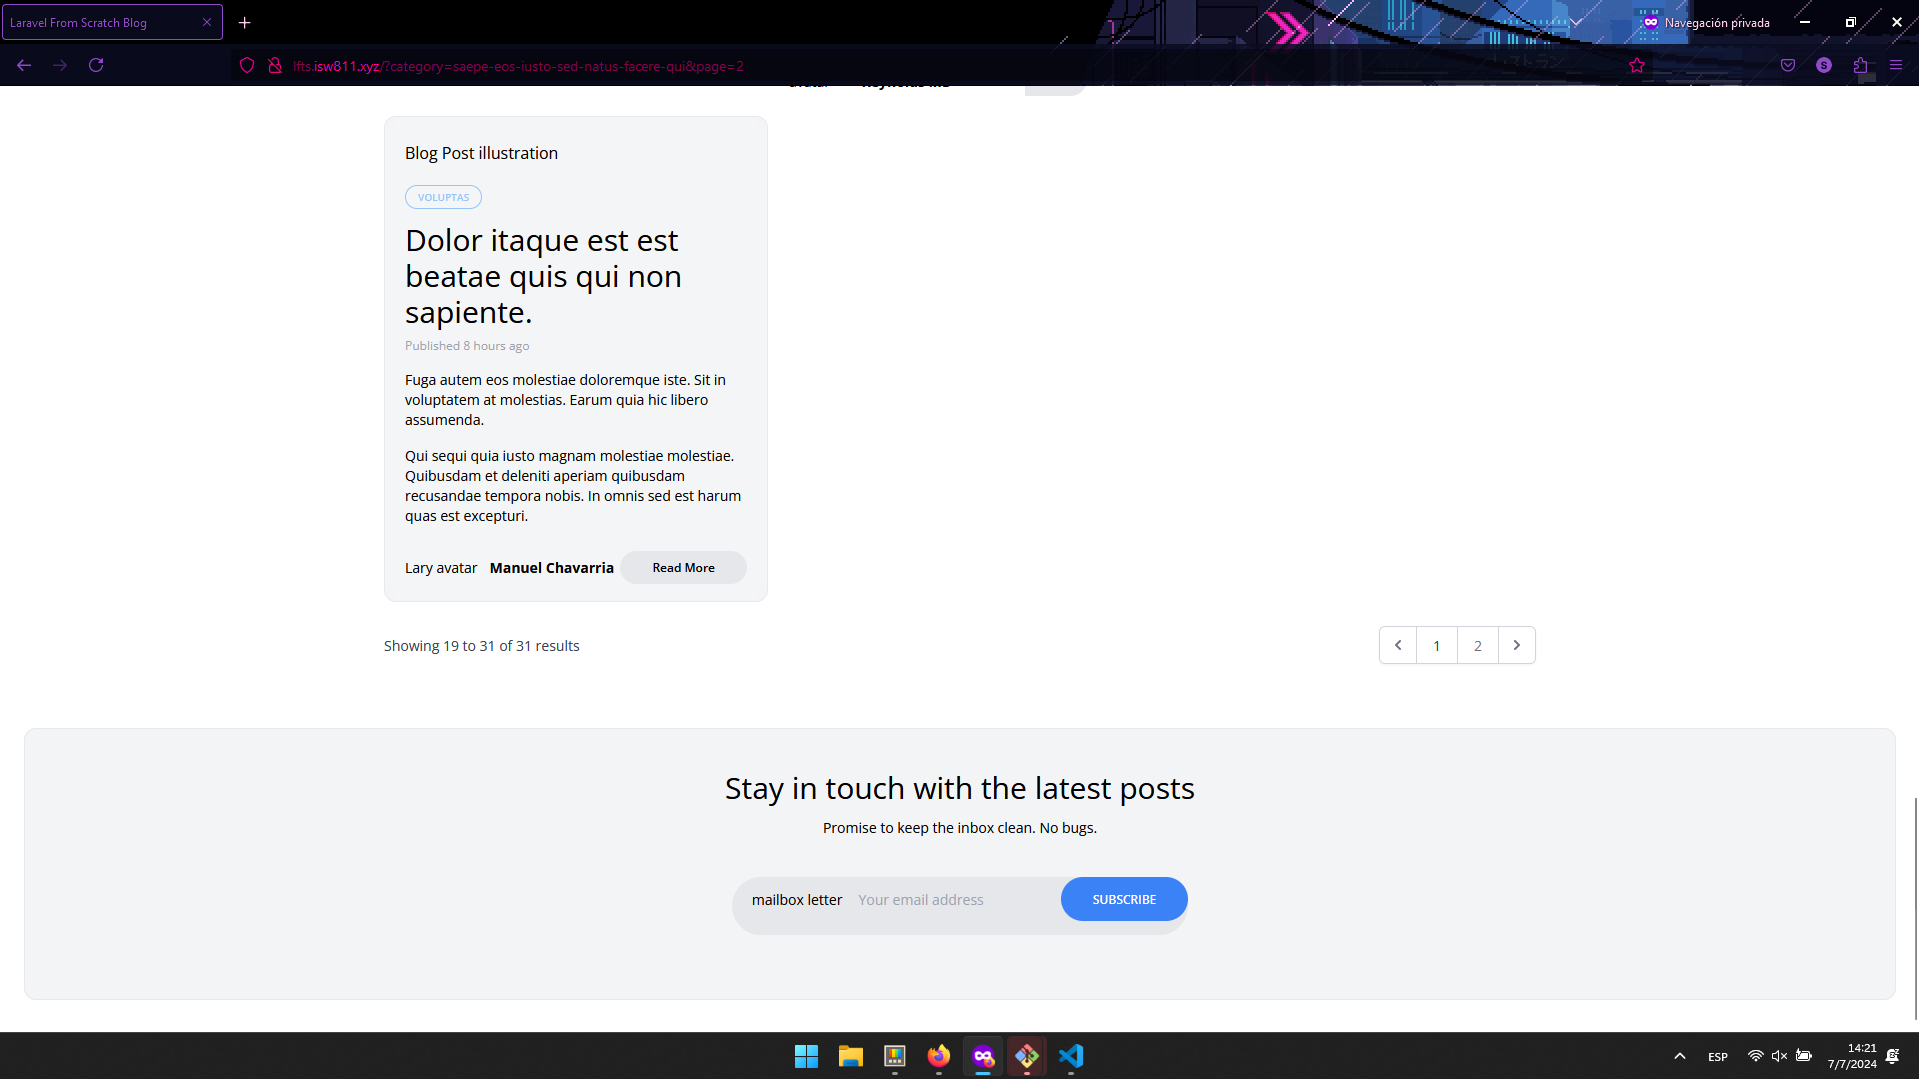 Laravel From Scratch Blog
Navegación privada
lfts.isw811.xyz/?category=saepe-eos-iusto-sed-natus-facere-qui&page=2
Blog Post illustration
VOLUPTAS
Dolor itaque est est
beatae quis qui non
sapiente.
Published 8 hours ago
Fuga autem eos molestiae doloremque iste. Sit in
voluptatem at molestias. Earum quia hic libero
assumenda.
Qui sequi quia iusto magnam molestiae molestiae.
Quibusdam et deleniti aperiam quibusdam
recusandae tempora nobis. In omnis sed est harum
quas est excepturi.
Lary avatar Manuel Chavarria Read More
Showing 19 to 31 of 31 results
1 2
Stay in touch with the latest posts
Promise to keep the inbox clean. No bugs.
mailbox letter Your email address SUBSCRIBE
ESP
14:21
7/7/2024